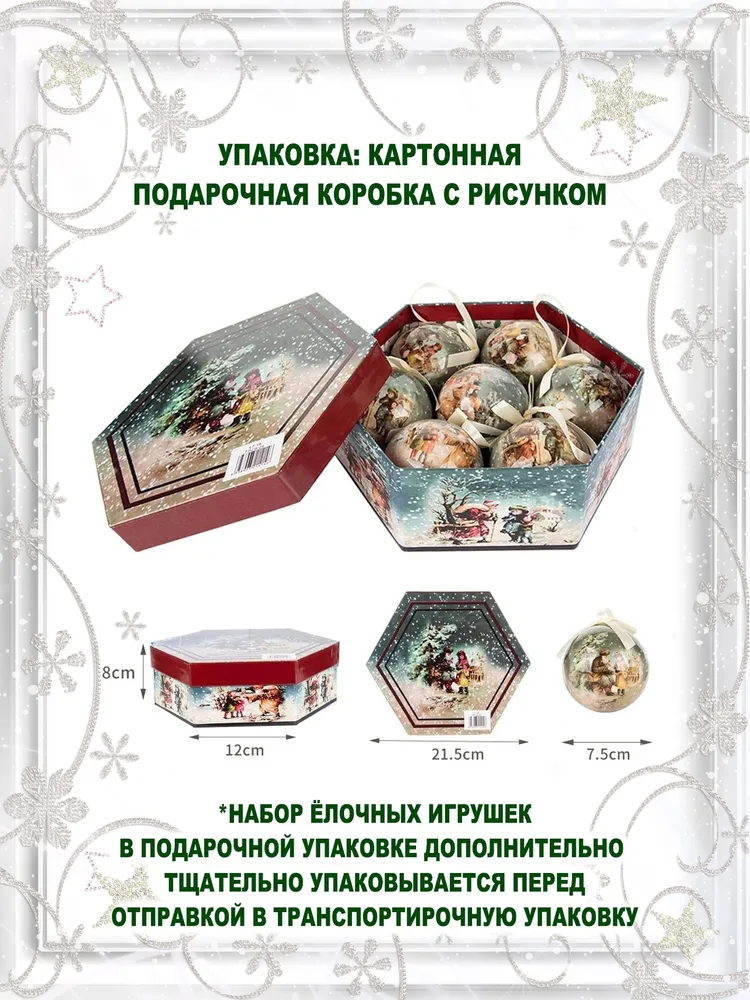 УПАКОВКА: КАРТОННАЯ
ПОДАРОЧНАЯ КОРОБКА С РИСУНКОМ
8cm
12cm
21.5cm
7.5cm
*НАБОР ЁЛОЧНЫХ ИГРУШЕК
В ПОДАРОЧНОЙ УПАКОВКЕ ДОПОЛНИТЕЛЬНО
ТЩАТЕЛЬНО УПАКОВЫВАЕТСЯ ПЕРЕД
ОТПРАВКОЙ В ТРАНСПОРТИРОЧНУЮ УПАКОВКУ